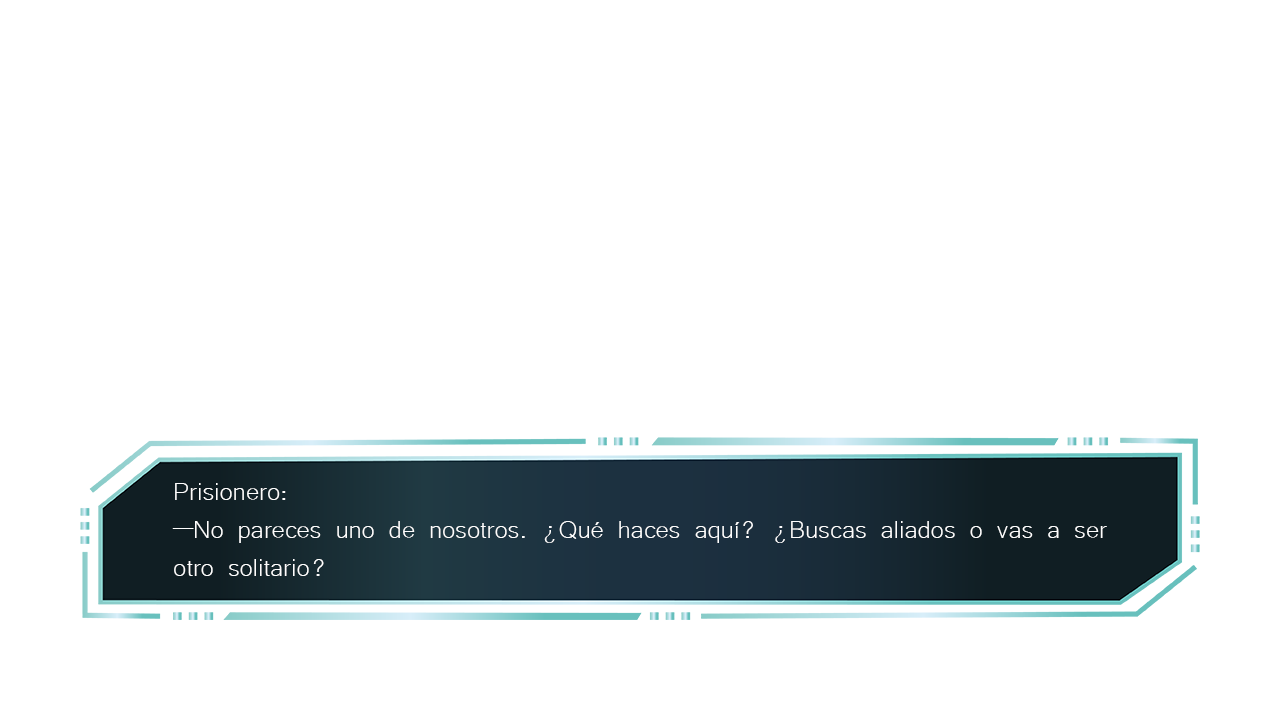 Prisionero:
—No pareces uno de nosotros. ¿Qué haces aquí? ¿Buscas aliados o vas a ser
otro solitario?